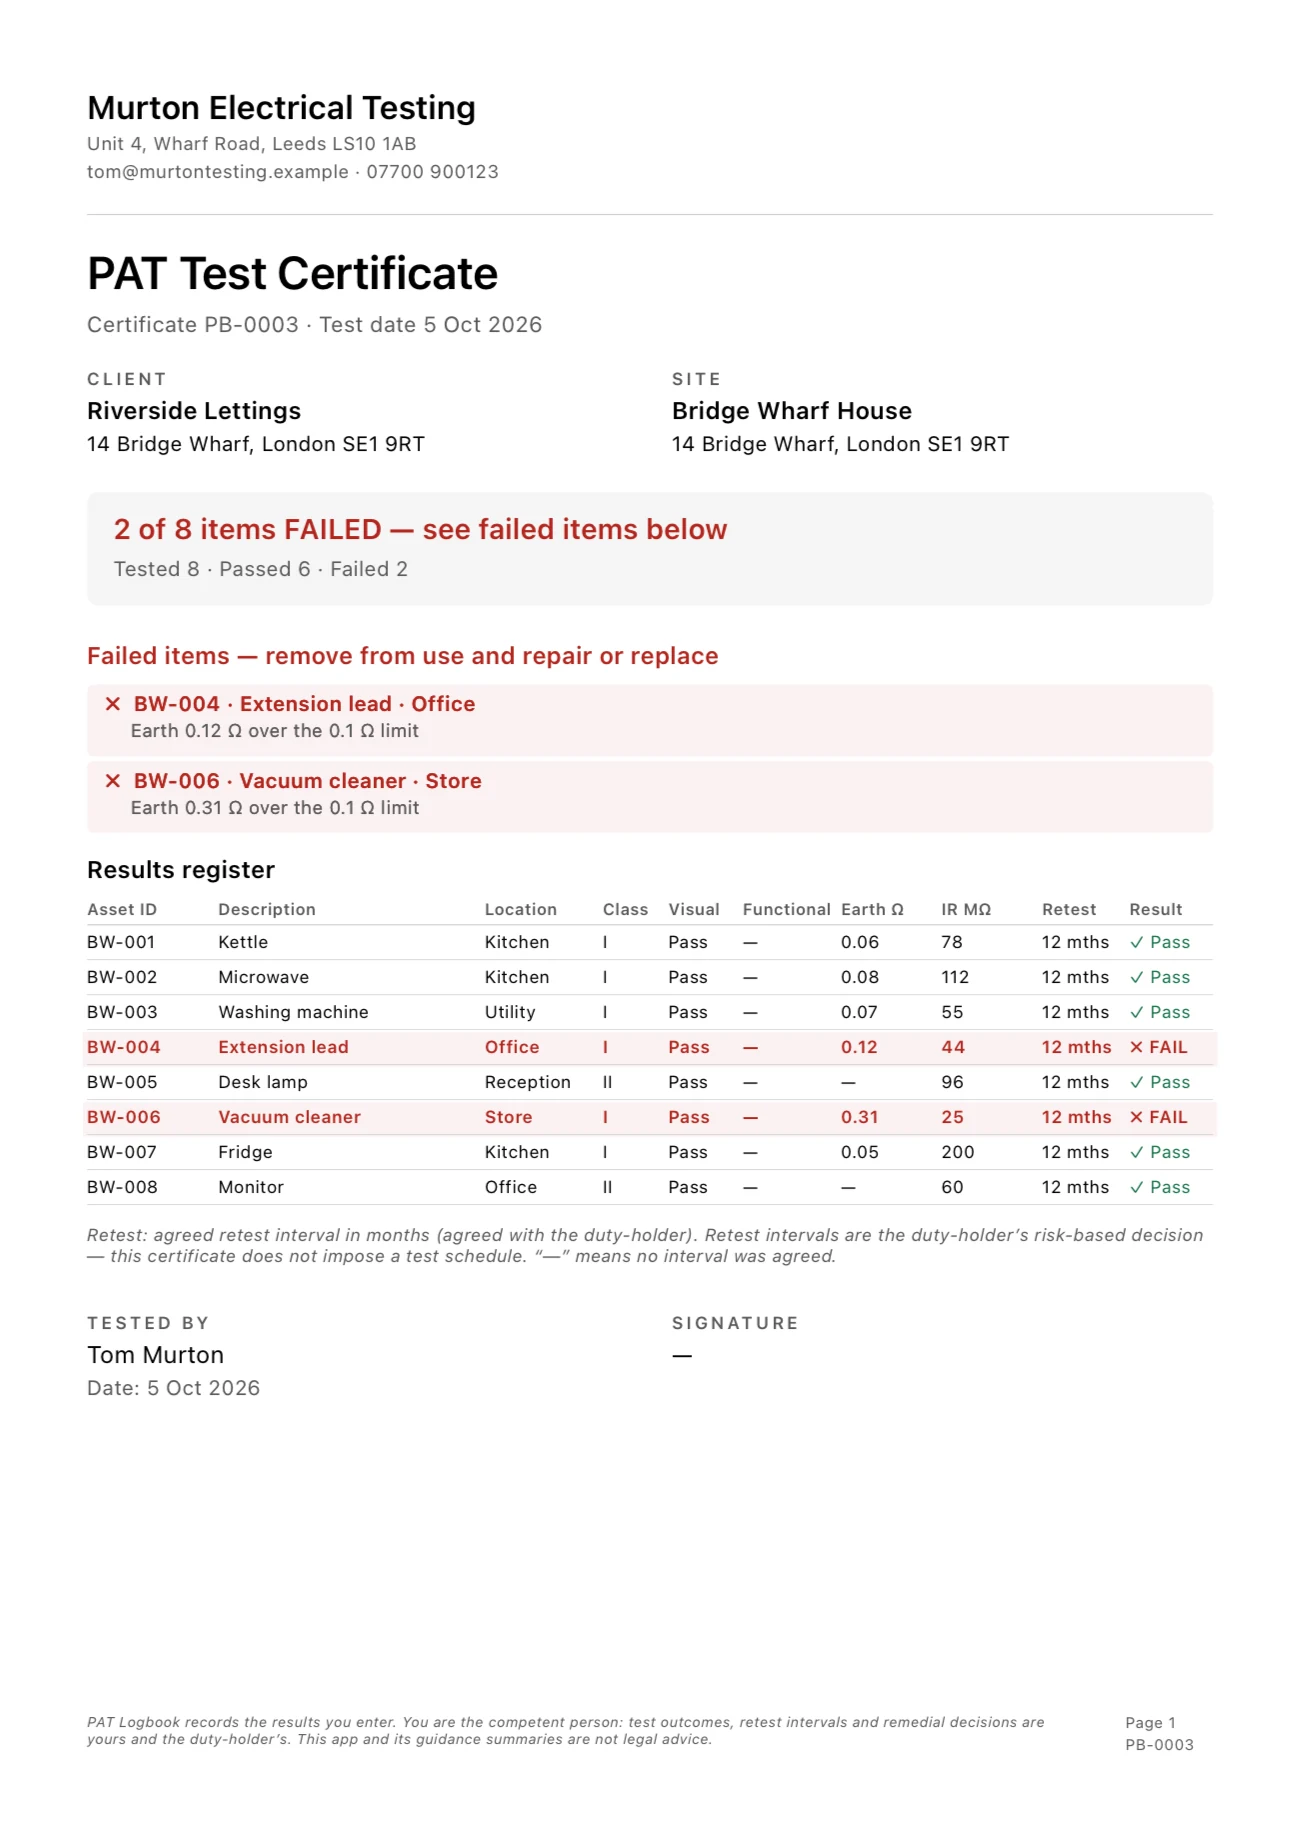 Murton Electrical Testing
Unit 4, Wharf Road, Leeds LS10 1AB
tom@murtontesting.example · 07700 900123
PAT Test Certificate
Certificate PB-0003 · Test date 5 Oct 2026
CLIENT
Riverside Lettings
14 Bridge Wharf, London SE1 9RT
SITE
Bridge Wharf House
14 Bridge Wharf, London SE1 9RT
2 of 8 items FAILED — see failed items below
Tested 8 · Passed 6 · Failed 2
Failed items — remove from use and repair or replace
✕ BW-004 · Extension lead · Office
Earth 0.12 Ω over the 0.1 Ω limit
✕ BW-006 · Vacuum cleaner · Store
Earth 0.31 Ω over the 0.1 Ω limit
Results register
Asset ID Description Location Class Visual Functional Earth Ω IR MΩ Retest Result
BW-001 Kettle Kitchen I Pass — 0.06 78 12 mths ✓ Pass
BW-002 Microwave Kitchen I Pass — 0.08 112 12 mths ✓ Pass
BW-003 Washing machine Utility I Pass — 0.07 55 12 mths ✓ Pass
BW-004 Extension lead Office I Pass — 0.12 44 12 mths ✕ FAIL
BW-005 Desk lamp Reception II Pass — — 96 12 mths ✓ Pass
BW-006 Vacuum cleaner Store I Pass — 0.31 25 12 mths ✕ FAIL
BW-007 Fridge Kitchen I Pass — 0.05 200 12 mths ✓ Pass
BW-008 Monitor Office II Pass — — 60 12 mths ✓ Pass
Retest: agreed retest interval in months (agreed with the duty-holder). Retest intervals are the duty-holder’s risk-based decision
— this certificate does not impose a test schedule. “—” means no interval was agreed.
TESTED BY
Tom Murton
Date: 5 Oct 2026
SIGNATURE
—
PAT Logbook records the results you enter. You are the competent person: test outcomes, retest intervals and remedial decisions are
yours and the duty-holder’s. This app and its guidance summaries are not legal advice.
Page 1
PB-0003